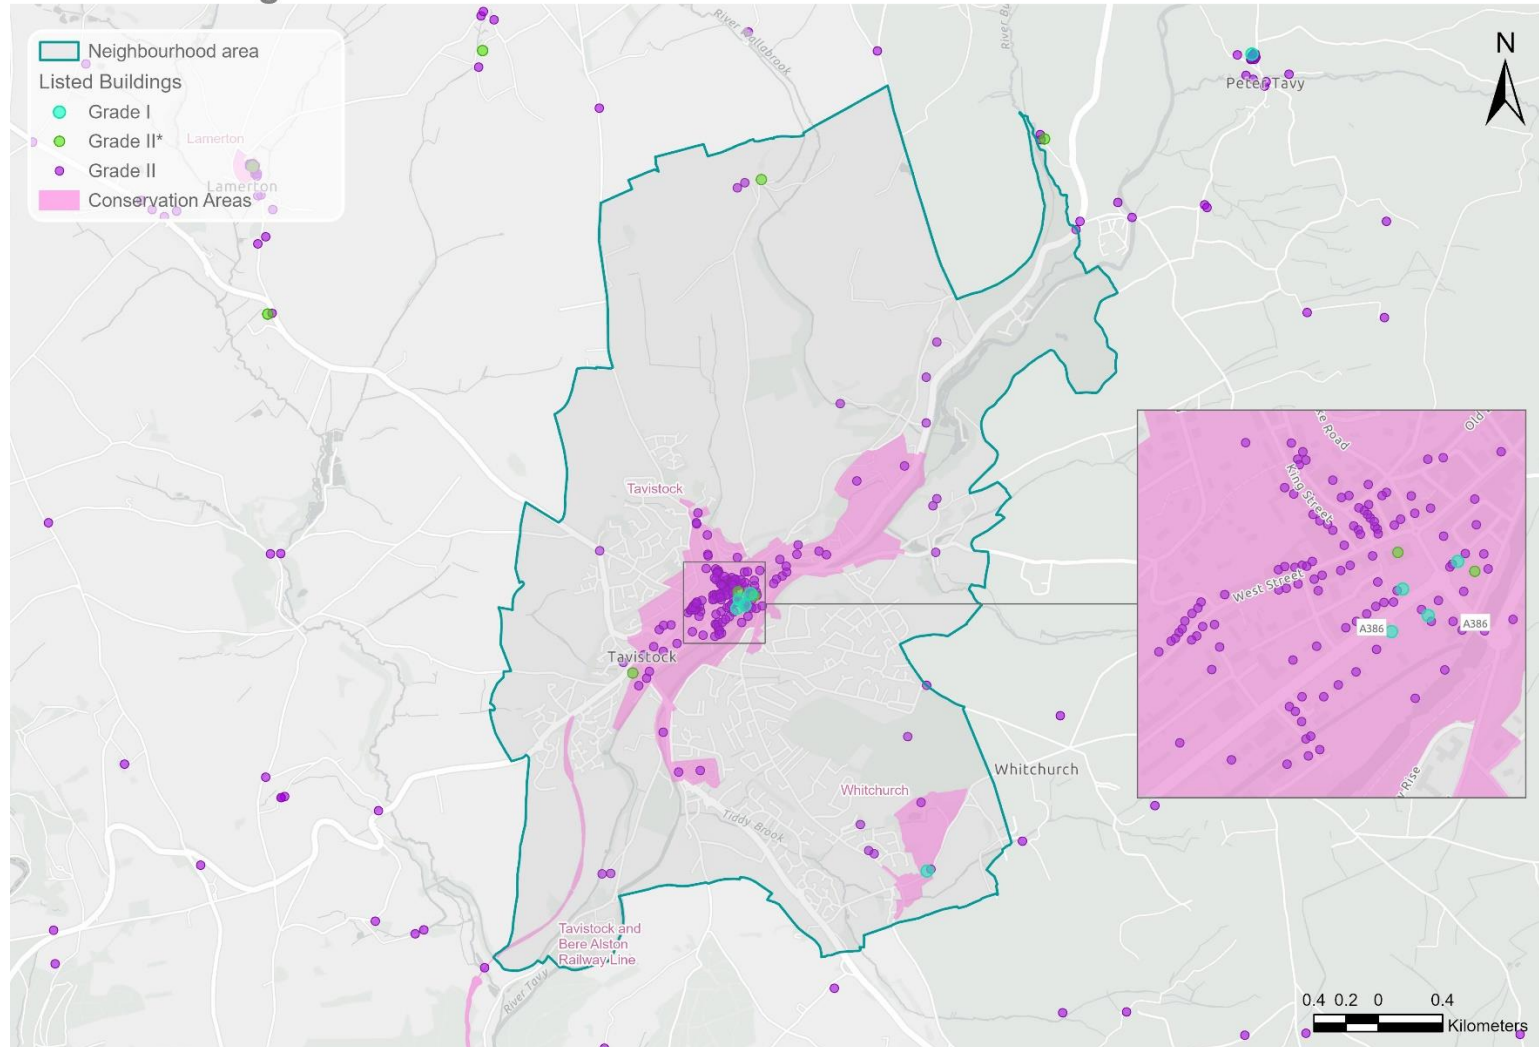 Neighbourhood area
Listed Buildings
Grade I
Grade II*
Grade II
Conservation Areas
Lamerton
Lamerton
River Wallabrook
Peter Tavy
N
Tavistock
Tavistock
Whitchurch
Whitchurch
Tiddy Brook
Tavistock and
Bere Alston
Railway Line
River Tavy
King Street
West Street
A386
A386
0.4 0.2 0 0.4
Kilometers